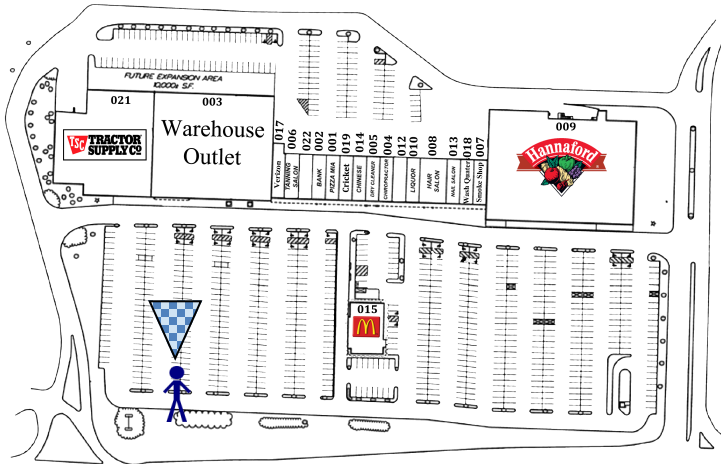 FUTURE EXPANSION AREA
10,000± S.F.
021
003
TSC TRACTOR
SUPPLY CO
Warehouse
Outlet
017
006
022
002
001
019
014
005
004
012
010
008
013
018
007
Verizon
TANNING
SALON
BANK
PIZZA MIA
Cricket
CHINESE
DRY CLEANER
CHIROPRACTOR
LIQUOR
HAIR
SALON
NAIL SALON
Wash Quarter
Smoke Shop
009
Hannaford
015
M